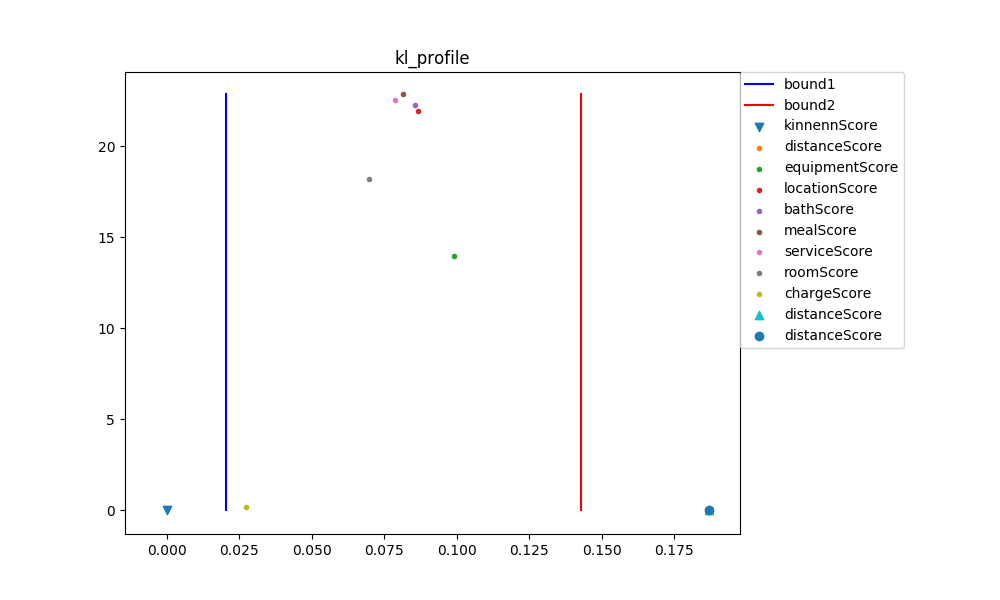 kl_profile
bound1
bound2
kinnennScore
distanceScore
equipmentScore
locationScore
bathScore
mealScore
serviceScore
roomScore
chargeScore
distanceScore
distanceScore
20
15
10
5
0
0.000 0.025 0.050 0.075 0.100 0.125 0.150 0.175